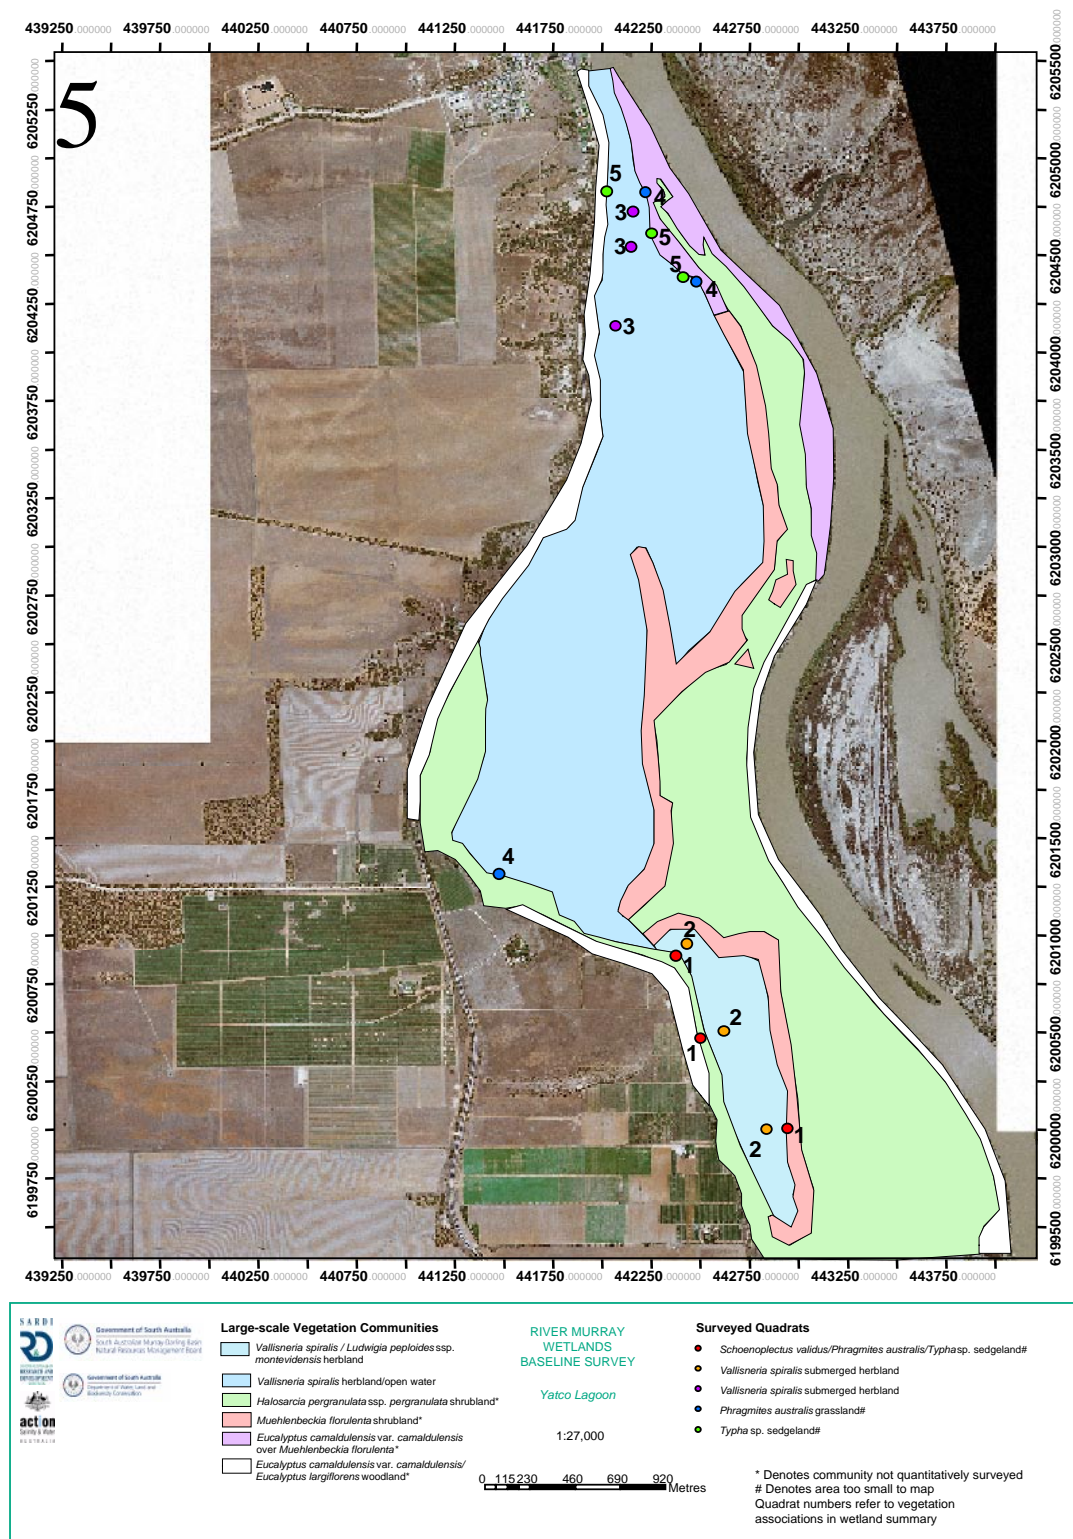 439250.000000 439750.000000 440250.000000 440750.000000 441250.000000 441750.000000 442250.000000 442750.000000 443250.000000 443750.000000
5
6205500.000000
6205250.000000
6205000.000000
6204750.000000
6204500.000000
6204250.000000
6204000.000000
6203750.000000
6203500.000000
6203250.000000
6203000.000000
6202750.000000
6202500.000000
6202250.000000
6202000.000000
6201750.000000
6201500.000000
6201250.000000
6201000.000000
6200750.000000
6200500.000000
6200250.000000
6200000.000000
6199750.000000
6199500.000000
5
4
3
5
3
5
4
3
4
2
1
2
1
1
2
439250.000000 439750.000000 440250.000000 440750.000000 441250.000000 441750.000000 442250.000000 442750.000000 443250.000000 443750.000000
SARDI
RD
RESEARCH AND
DEVELOPMENT
action
Salinity & Water
AUSTRALIA
Government of South Australia
South Australian Murray-Darling Basin
Natural Resources Management Board
Government of South Australia
Department of Water, Land and
Biodiversity Conservation
Large-scale Vegetation Communities
Vallisneria spiralis / Ludwigia peploides ssp.
montevidensis herbland
Vallisneria spiralis herbland/open water
Halosarcia pergranulata ssp. pergranulata shrubland*
Muehlenbeckia florulenta shrubland*
Eucalyptus camaldulensis var. camaldulensis
over Muehlenbeckia florulenta*
Eucalyptus camaldulensis var. camaldulensis/
Eucalyptus largiflorens woodland*
RIVER MURRAY
WETLANDS
BASELINE SURVEY
Yatco Lagoon
1:27,000
0 115 230 460 690 920
Metres
Surveyed Quadrats
Schoenoplectus validus/Phragmites australis/Typha sp. sedgeland#
Vallisneria spiralis submerged herbland
Vallisneria spiralis submerged herbland
Phragmites australis grassland#
Typha sp. sedgeland#
* Denotes community not quantitatively surveyed
# Denotes area too small to map
Quadrat numbers refer to vegetation
associations in wetland summary